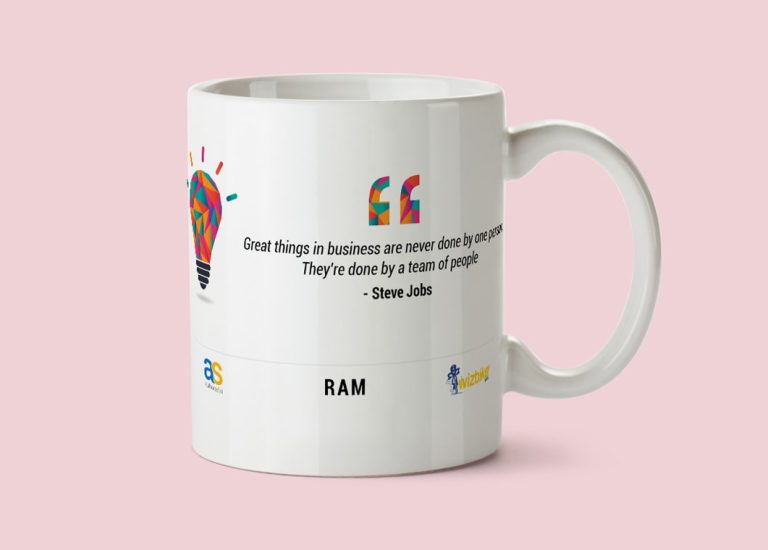 Great things in business are never done by one person
They're done by a team of people
- Steve Jobs
as
RAM